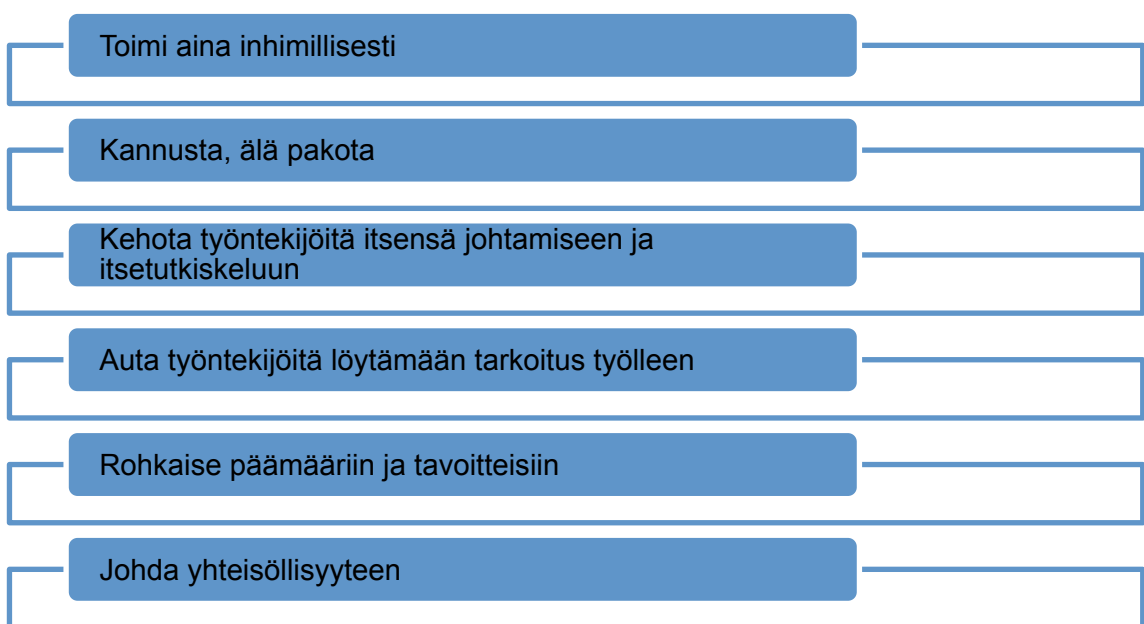 Toimi aina inhimillisesti
Kannusta, älä pakota
Kehota työntekijöitä itsensä johtamiseen ja
itsetutkiskeluun
Auta työntekijöitä löytämään tarkoitus työlleen
Rohkaise päämääriin ja tavoitteisiin
Johda yhteisöllisyyteen